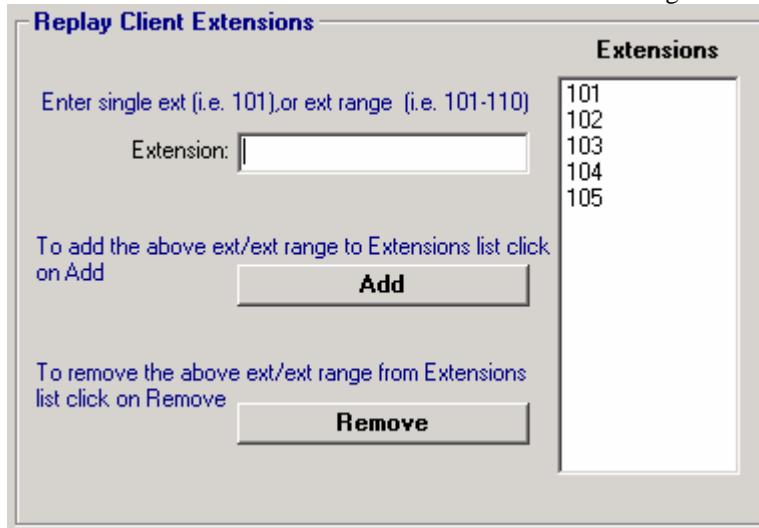 Replay Client Extensions
Extensions
Enter single ext (i.e. 101),or ext range (i.e. 101-110)
Extension:
101
102
103
104
105
To add the above ext/ext range to Extensions list click
on Add
Add
To remove the above ext/ext range from Extensions
list click on Remove
Remove